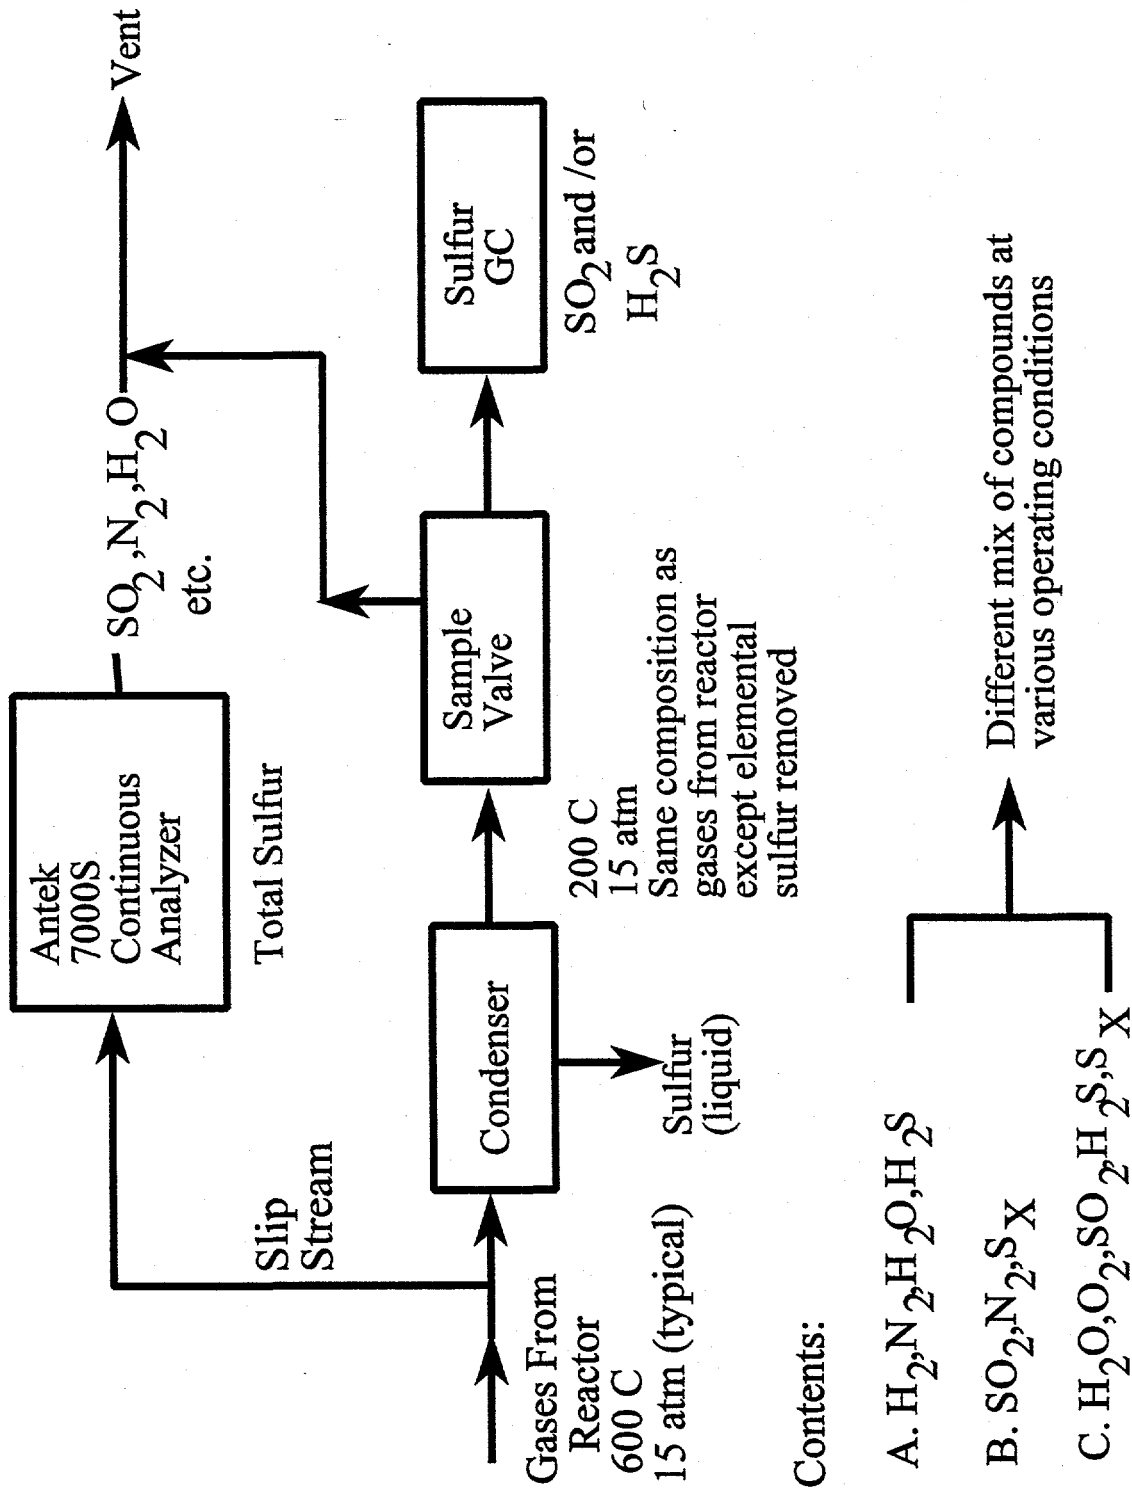 Antek
7000S
Continuous
Analyzer
Total Sulfur
SO2,N2,H2O
etc.
Vent
Slip
Stream
Gases From
Reactor
600 C
15 atm (typical)
Condenser
Sulfur
(liquid)
200 C
15 atm
Same composition as
gases from reactor
except elemental
sulfur removed
Sample
Valve
Sulfur
GC
SO2 and /or
H2S
Contents:
A. H2,N2,H2O,H2S
B. SO2,N2,SX
C. H2O,O2,SO2,H2S,SX
Different mix of compounds at
various operating conditions